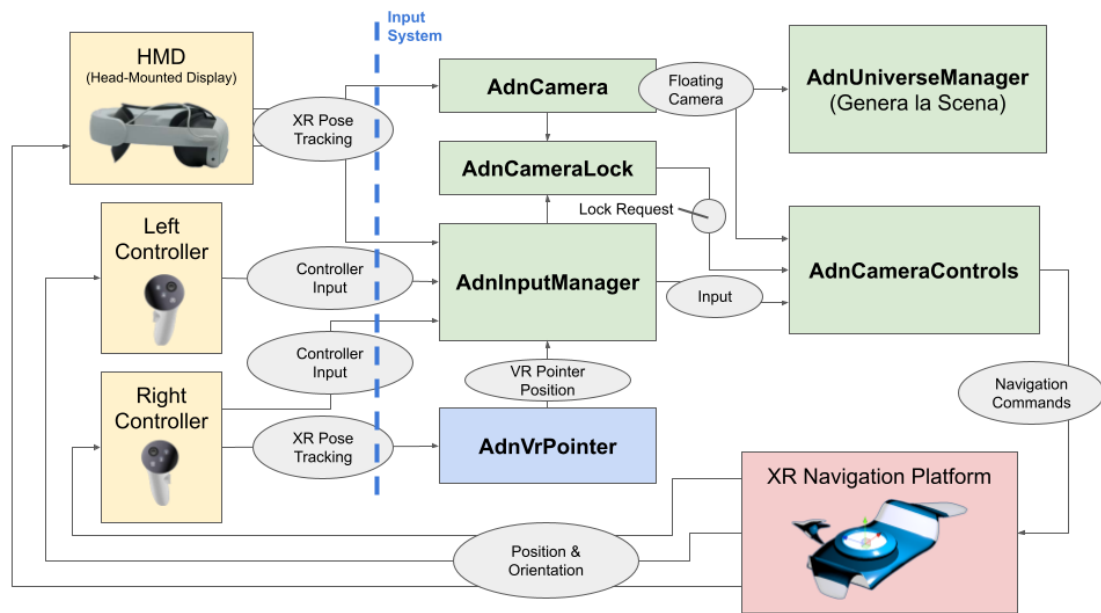 Input
System
HMD
(Head-Mounted Display)
XR Pose
Tracking
AdnCamera
Floating
Camera
AdnUniverseManager
(Genera la Scena)
AdnCameraLock
Lock Request
Left
Controller
Controller
Input
AdnInputManager
Input
AdnCameraControls
Controller
Input
VR Pointer
Position
Navigation
Commands
Right
Controller
XR Pose
Tracking
AdnVrPointer
XR Navigation Platform
Position &
Orientation